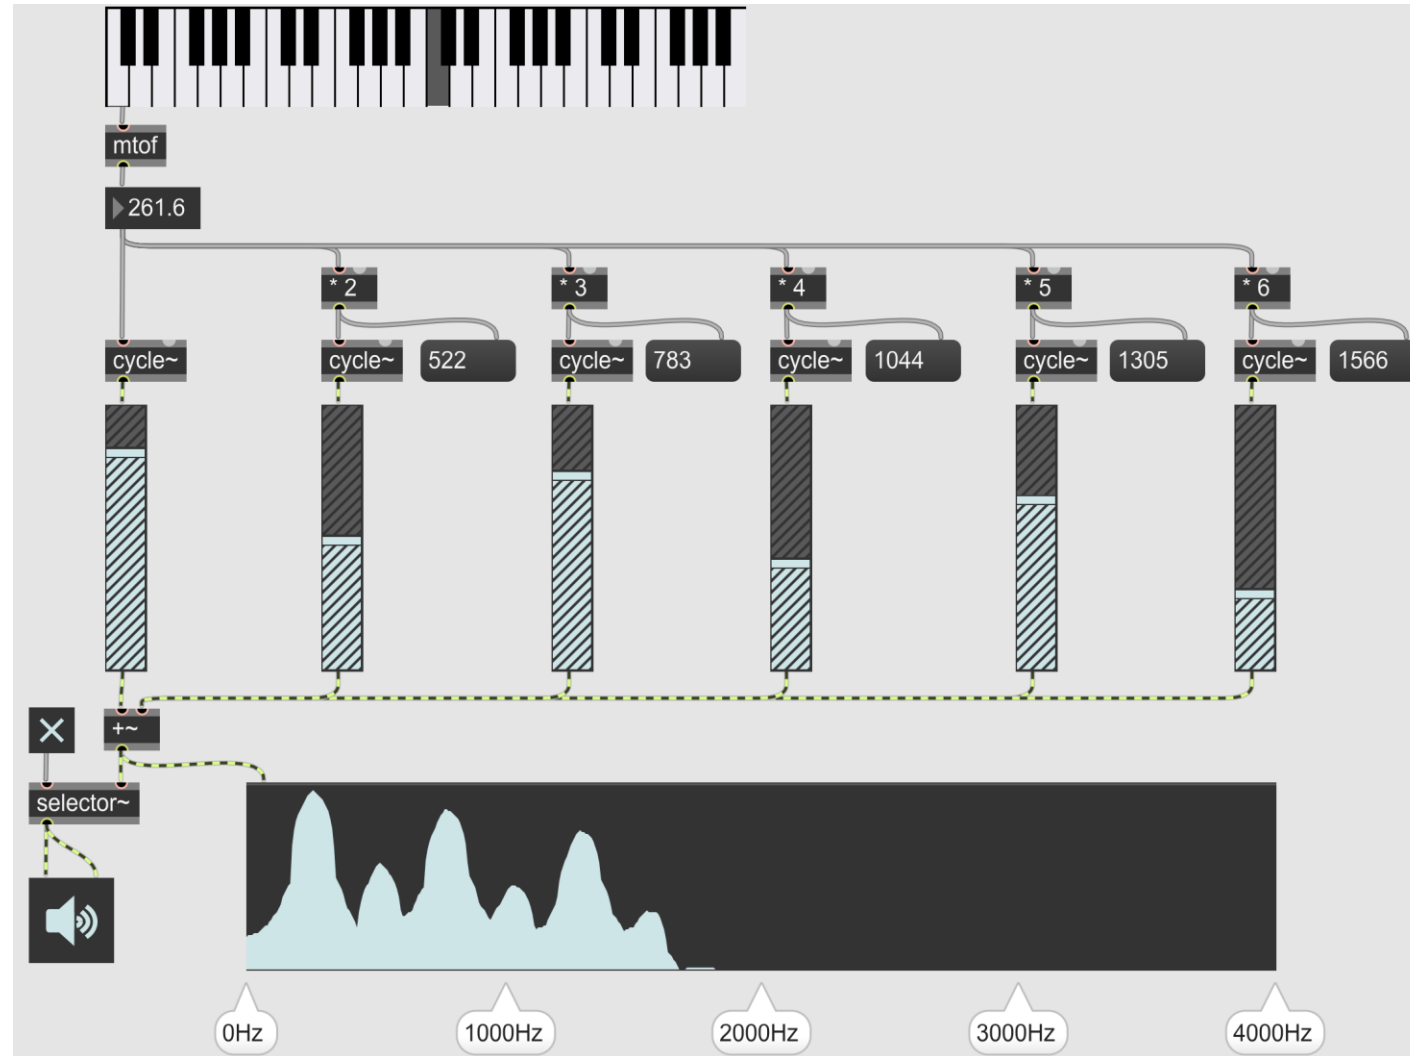 mtof
261.6
* 2
* 3
* 4
* 5
* 6
cycle~
cycle~
522
cycle~
783
cycle~
1044
cycle~
1305
cycle~
1566
+~
selector~
0Hz
1000Hz
2000Hz
3000Hz
4000Hz